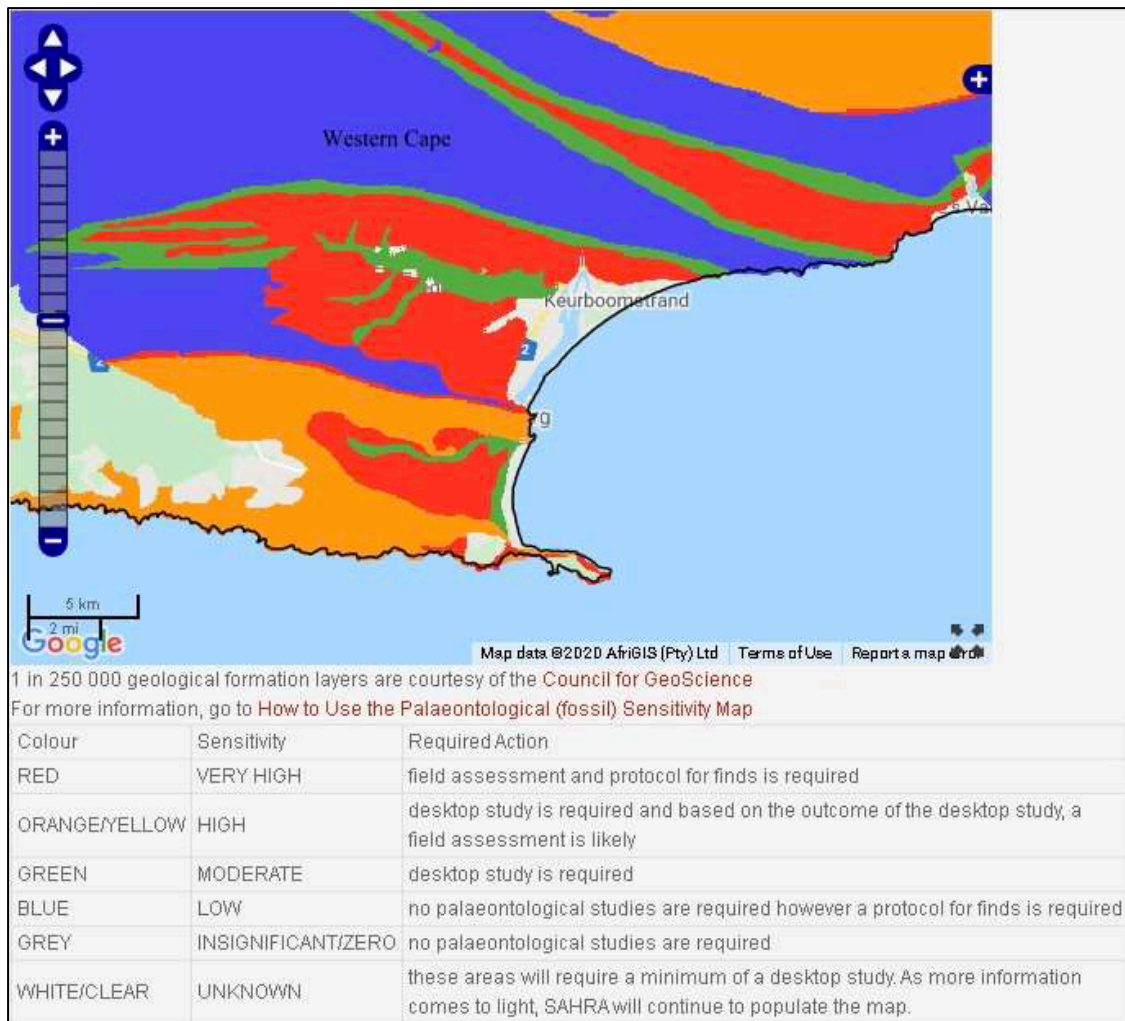 Western Cape
s Va
Keurboomstrand
2
2
rg
5 km
2 mi
Google
Map data ©2020 AfriGIS (Pty) Ltd Terms of Use Report a map error
1 in 250 000 geological formation layers are courtesy of the Council for GeoScience
For more information, go to How to Use the Palaeontological (fossil) Sensitivity Map
Colour Sensitivity Required Action
RED VERY HIGH field assessment and protocol for finds is required
ORANGE/YELLOW HIGH desktop study is required and based on the outcome of the desktop study, a
field assessment is likely
GREEN MODERATE desktop study is required
BLUE LOW no palaeontological studies are required however a protocol for finds is required
GREY INSIGNIFICANT/ZERO no palaeontological studies are required
WHITE/CLEAR UNKNOWN these areas will require a minimum of a desktop study. As more information
comes to light, SAHRA will continue to populate the map.